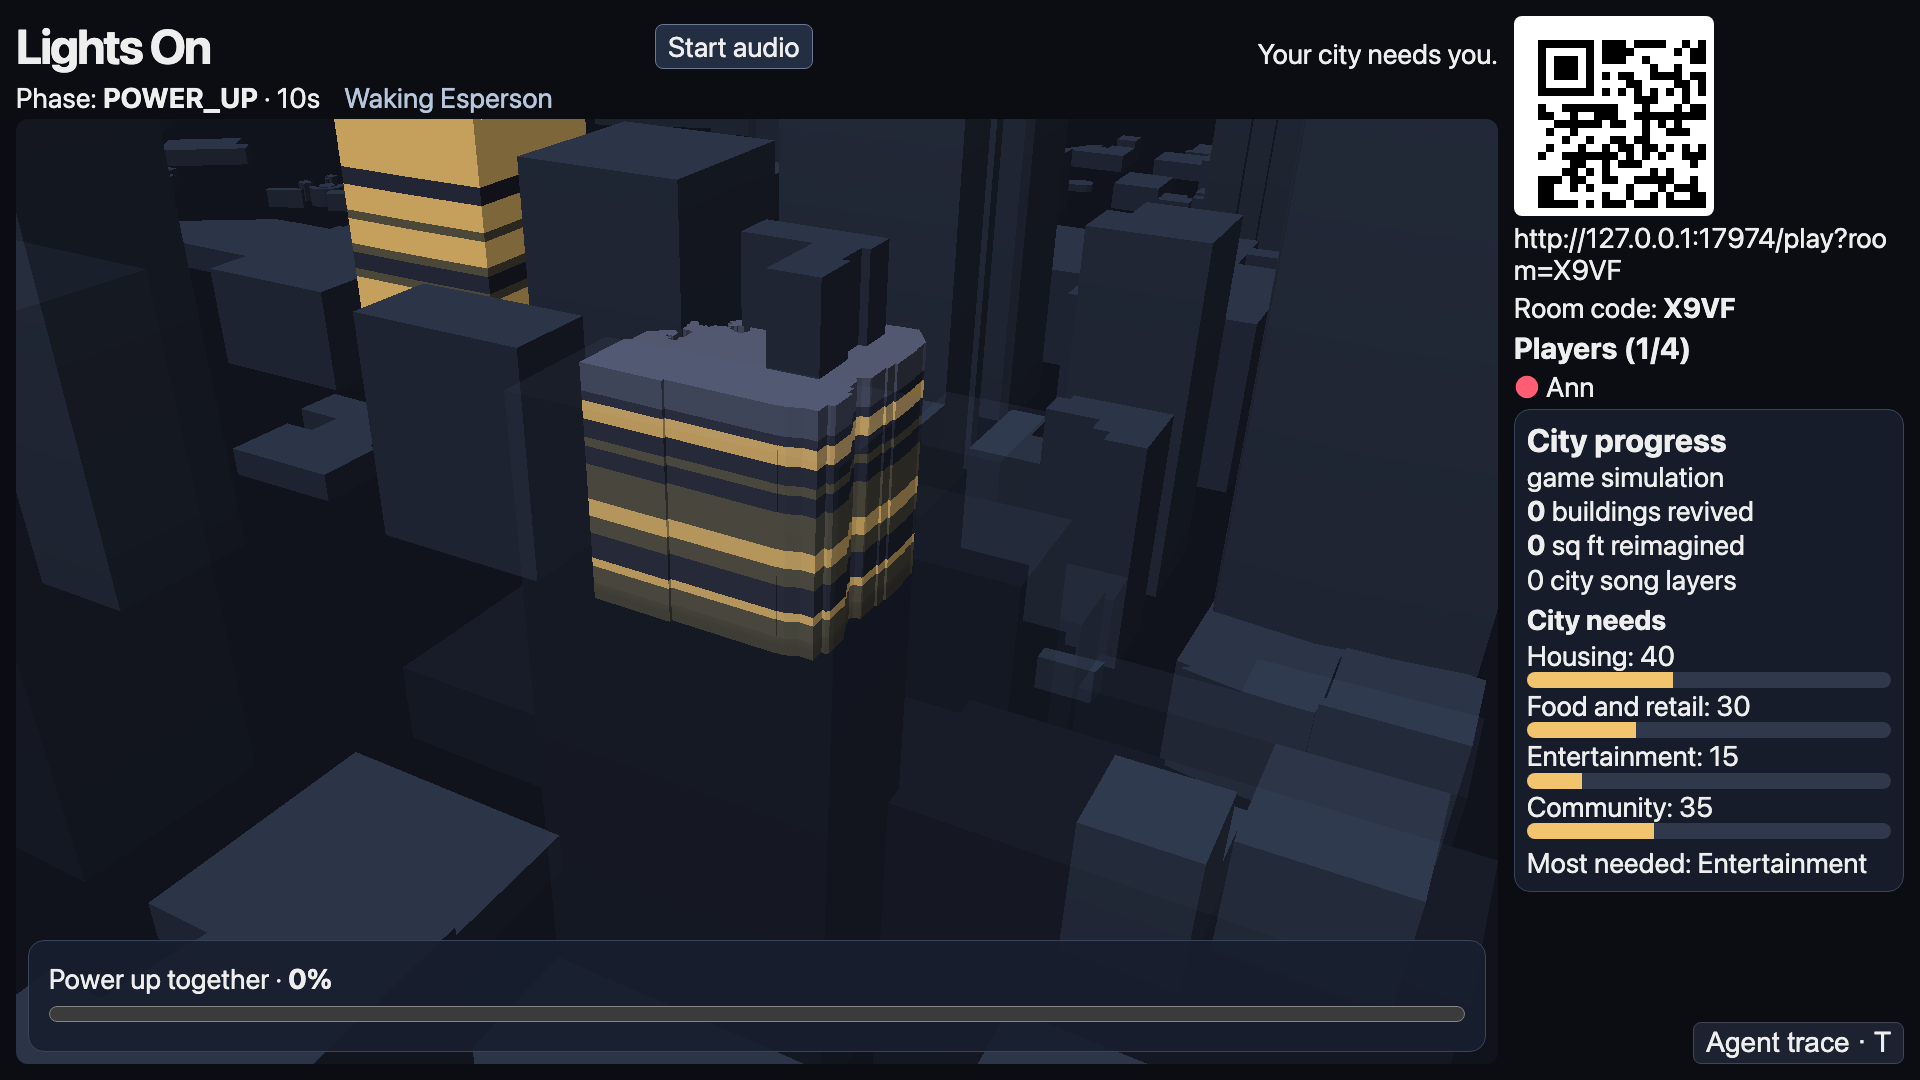 Lights On
Start audio
Your city needs you.
Phase: POWER_UP · 10s Waking Esperson
http://127.0.0.1:17974/play?roo
m=X9VF
Room code: X9VF
Players (1/4)
Ann
City progress
game simulation
0 buildings revived
0 sq ft reimagined
0 city song layers
City needs
Housing: 40
Food and retail: 30
Entertainment: 15
Community: 35
Most needed: Entertainment
Power up together · 0%
Agent trace · T